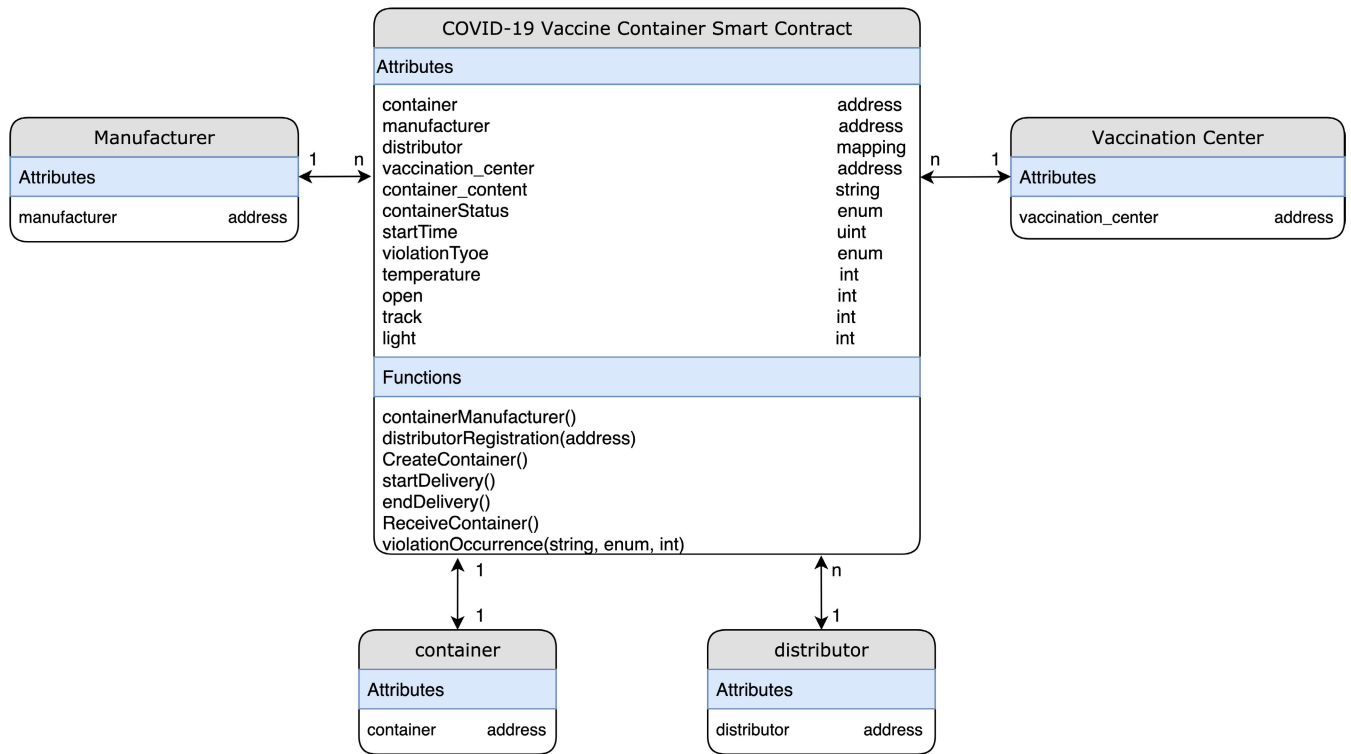 COVID-19 Vaccine Container Smart Contract
Attributes
container address
manufacturer address
distributor mapping
vaccination_center address
container_content string
containerStatus enum
startTime uint
violationTyoe enum
temperature int
open int
track int
light int
Functions
containerManufacturer()
distributorRegistration(address)
CreateContainer()
startDelivery()
endDelivery()
ReceiveContainer()
violationOccurrence(string, enum, int)
Manufacturer
Attributes
manufacturer address
1 n
n 1
Vaccination Center
Attributes
vaccination_center address
1
1
container
Attributes
container address
n
1
distributor
Attributes
distributor address